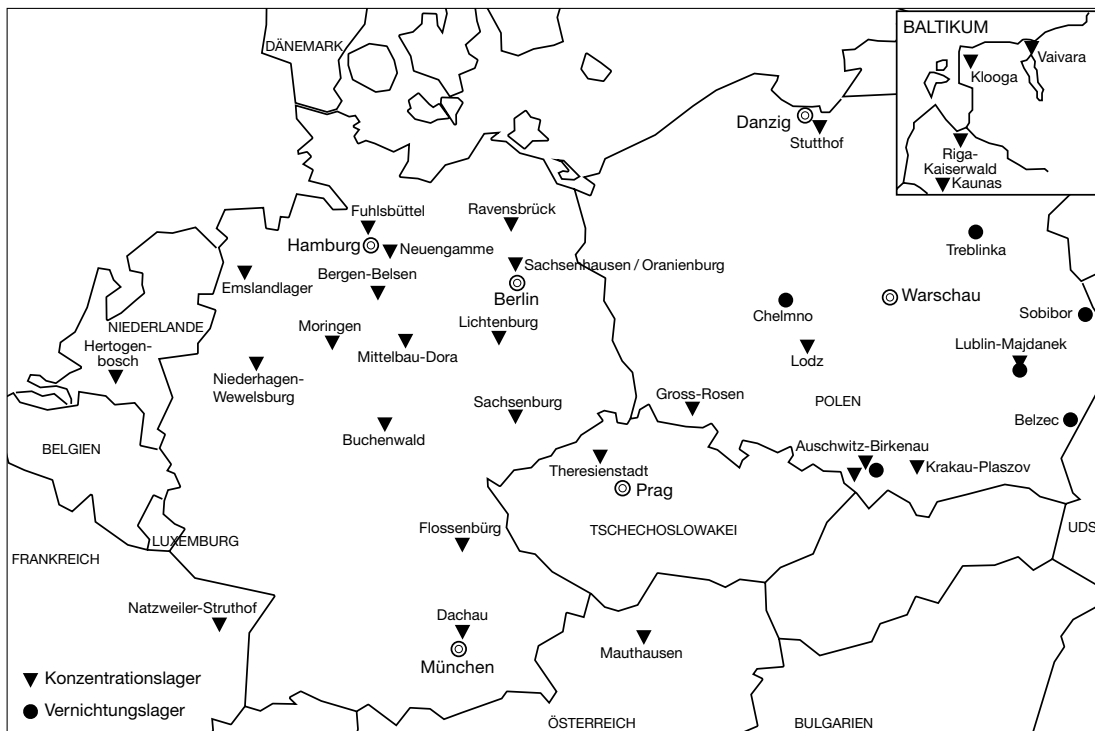 DÄNEMARK
BALTIKUM
Vaivara
Klooga
Riga-
Kaiserwald
Kaunas
Danzig
Stutthof
Fuhlsbüttel
Ravensbrück
Hamburg
Neuengamme
Treblinka
Emslandlager
Bergen-Belsen
Sachsenhausen / Oranienburg
Berlin
Warschau
Chelmno
Sobibor
NIEDERLANDE
Moringen
Lichtenburg
Hertogen-
bosch
Mittelbau-Dora
Lodz
Lublin-Majdanek
Niederhagen-
Wewelsburg
Gross-Rosen
POLEN
Sachsenburg
Belzec
Buchenwald
BELGIEN
Auschwitz-Birkenau
Theresienstadt
Krakau-Plaszov
Prag
Flossenbürg
TSCHECHOSLOWAKEI
UDS
LUXEMBURG
FRANKREICH
Natzweiler-Struthof
Dachau
Mauthausen
München
Konzentrationslager
Vernichtungslager
ÖSTERREICH
BULGARIEN